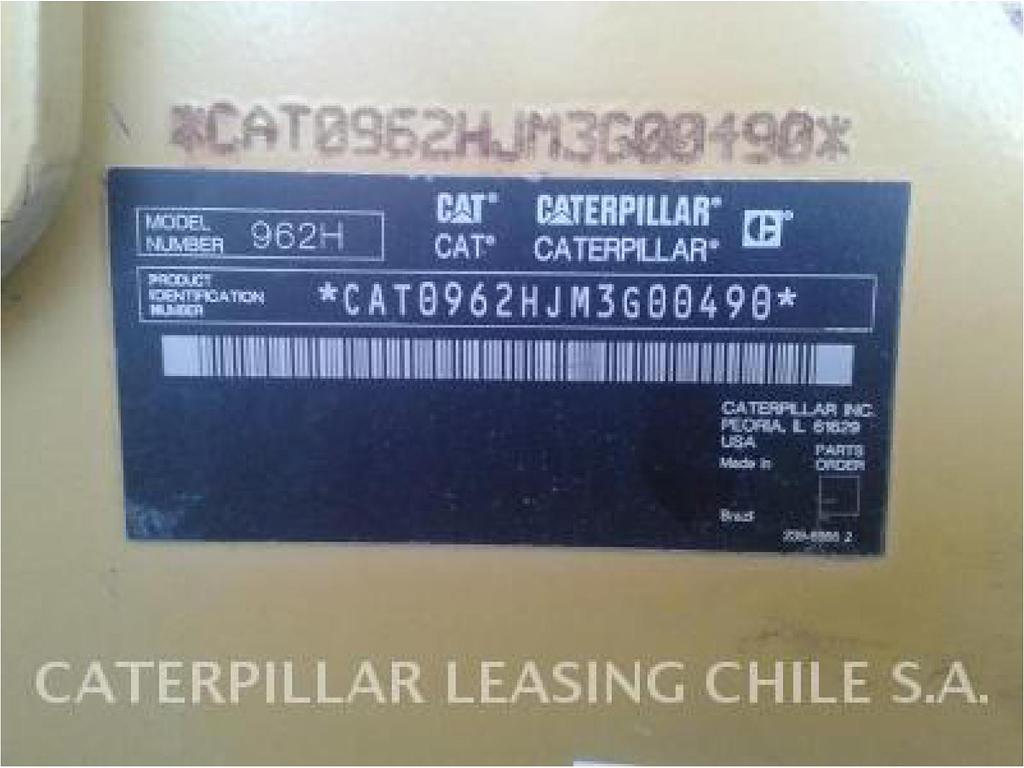 *CAT0962HJM3G00490*
MODEL NUMBER 962H
CAT® CATERPILLAR®
CAT® CATERPILLAR®
PRODUCT IDENTIFICATION NUMBER *CAT0962HJM3G00490*
CATERPILLAR INC.
PEORIA, IL 61629
USA
Made in
Brazil
PARTS
ORDER
CATERPILLAR LEASING CHILE S.A.